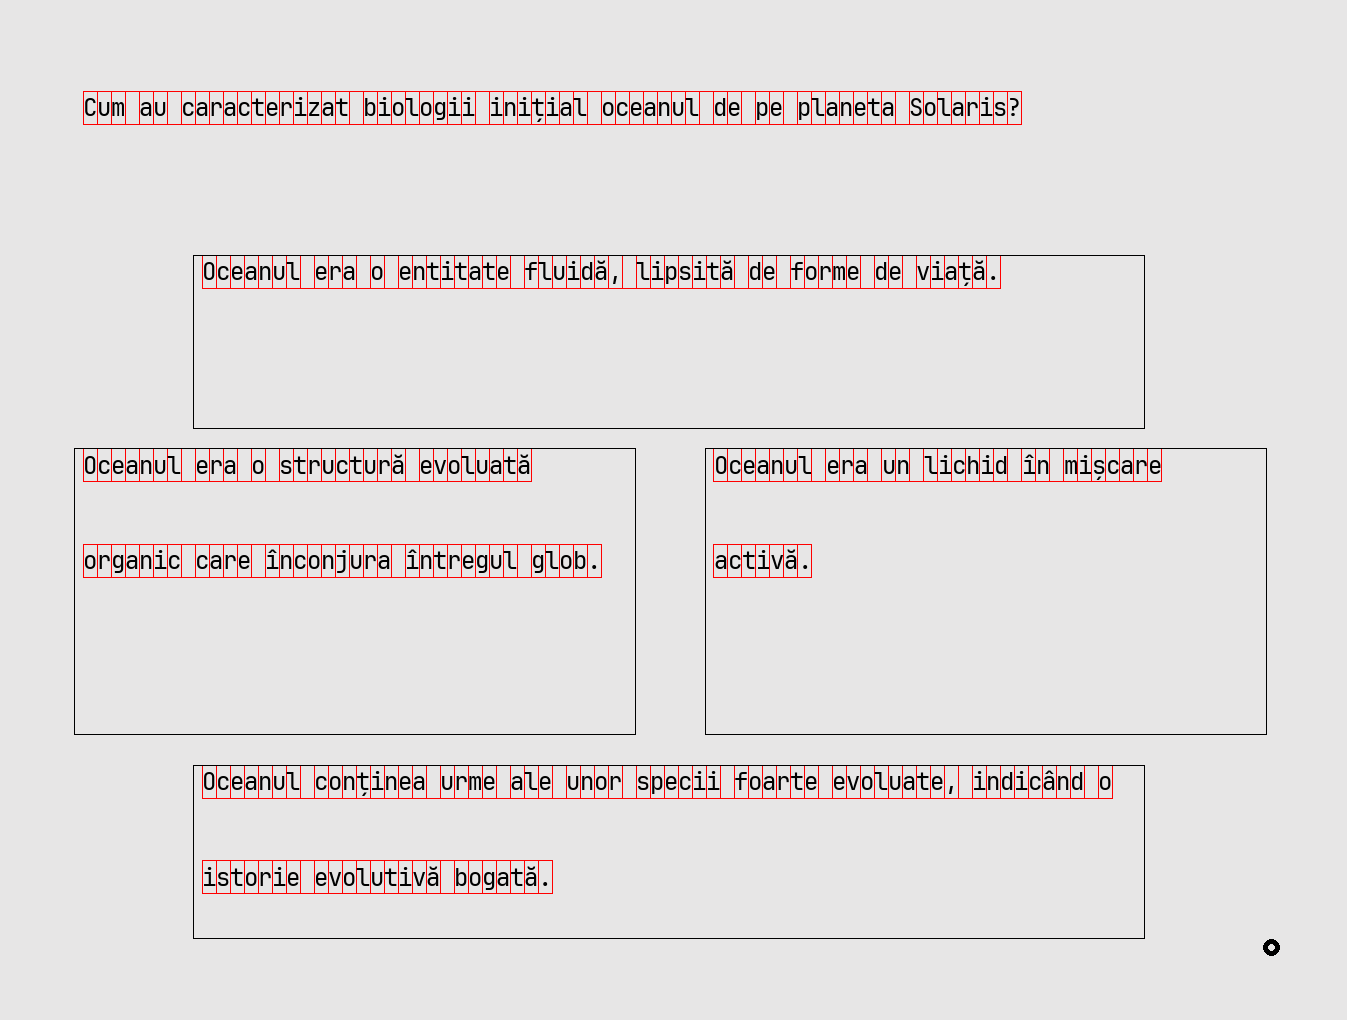 Cum au caracterizat biologii inițial oceanul de pe planeta Solaris?
Oceanul era o entitate fluidă, lipsită de forme de viață.
Oceanul era o structură evoluată
organic care înconjura întregul glob.
Oceanul era un lichid în mișcare
activă.
Oceanul conținea urme ale unor specii foarte evoluate, indicând o
istorie evolutivă bogată.